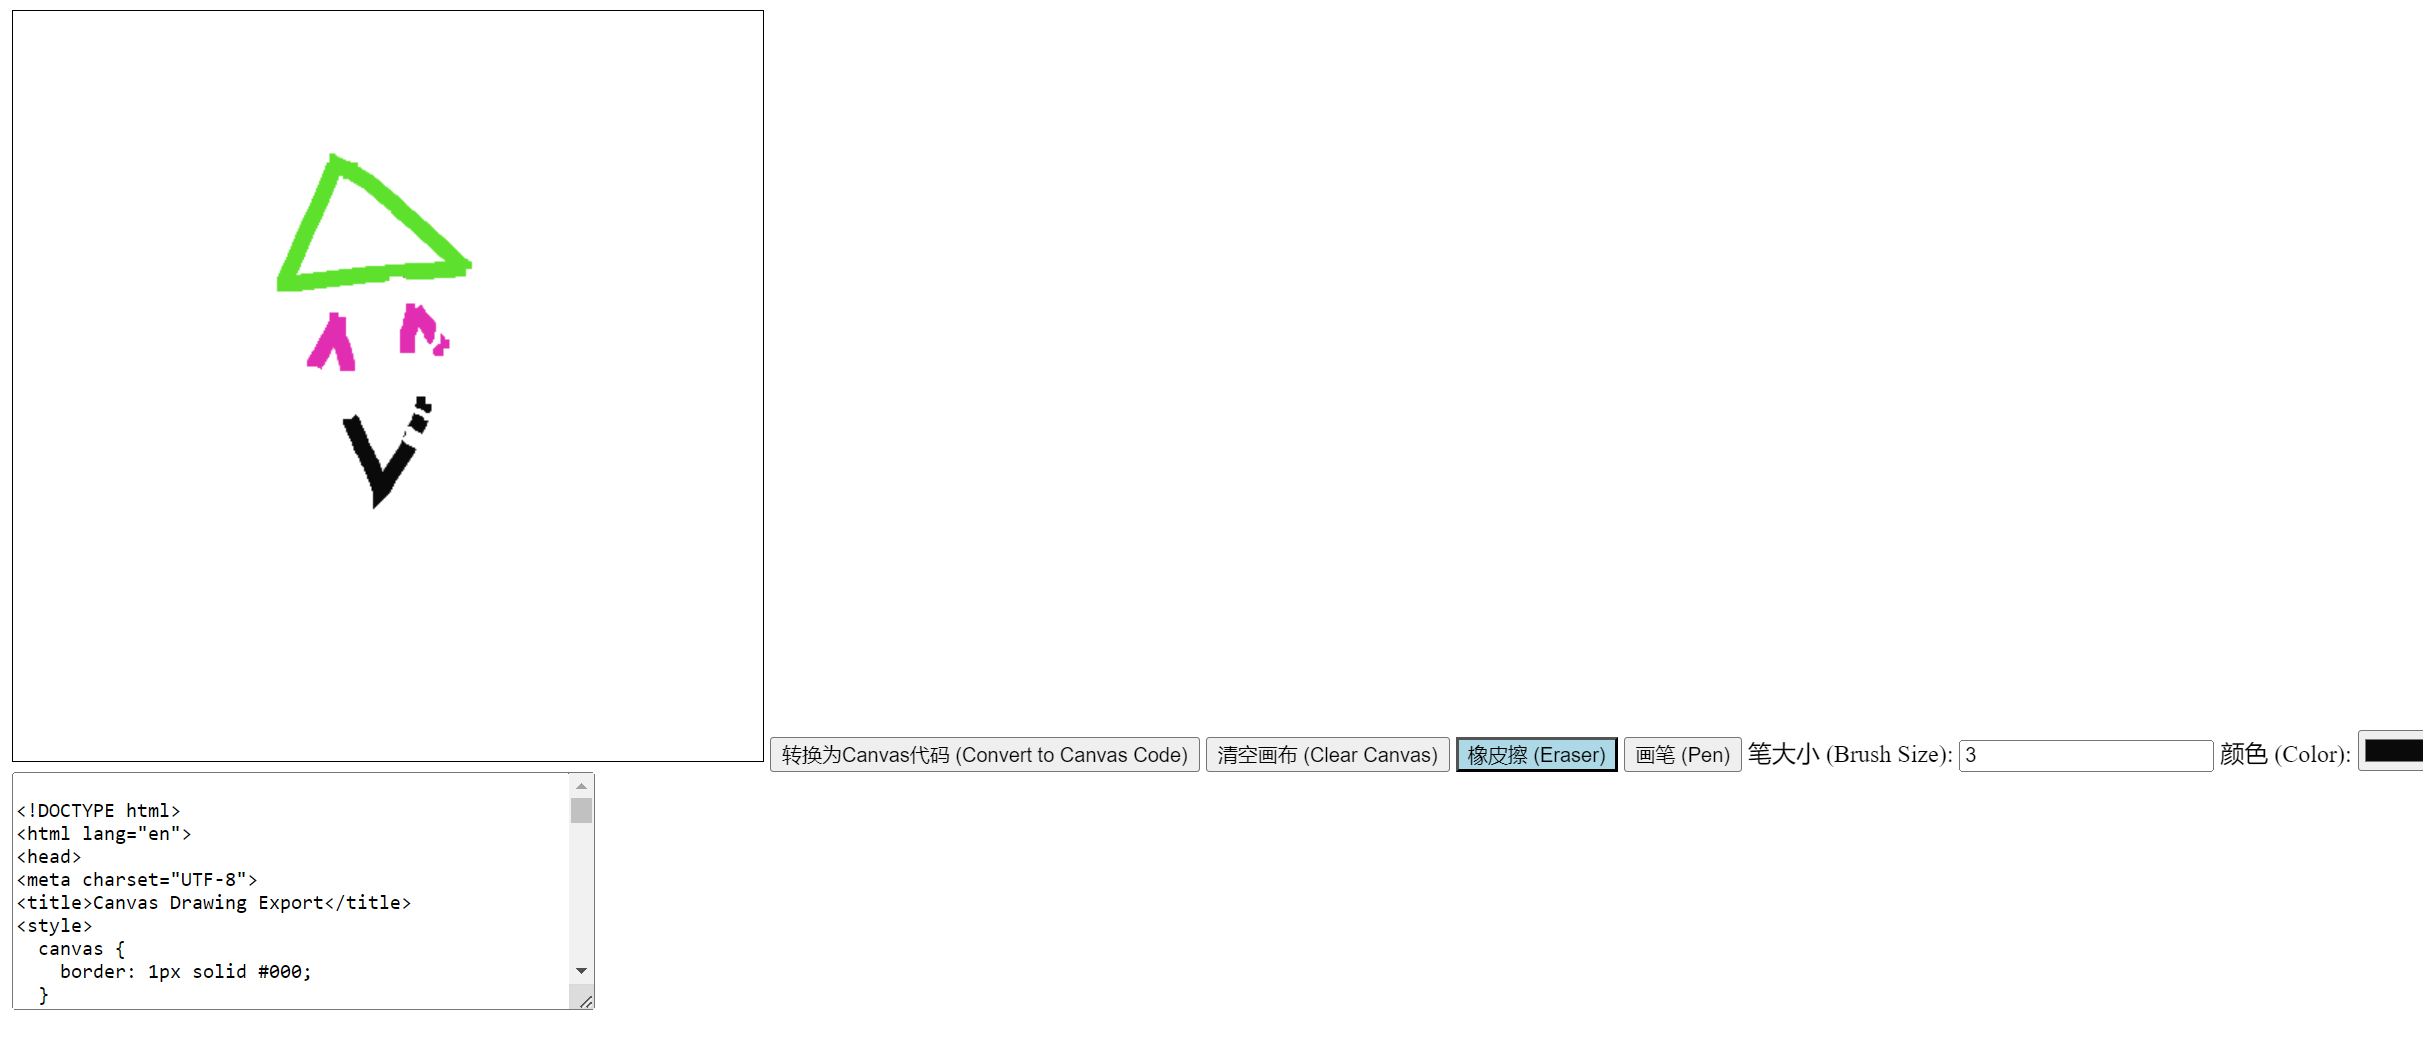 转换为Canvas代码 (Convert to Canvas Code) 清空画布 (Clear Canvas) 橡皮擦 (Eraser) 画笔 (Pen) 笔大小 (Brush Size): 3 颜色 (Color):
<!DOCTYPE html>
<html lang="en">
<head>
<meta charset="UTF-8">
<title>Canvas Drawing Export</title>
<style>
canvas {
border: 1px solid #000;
}